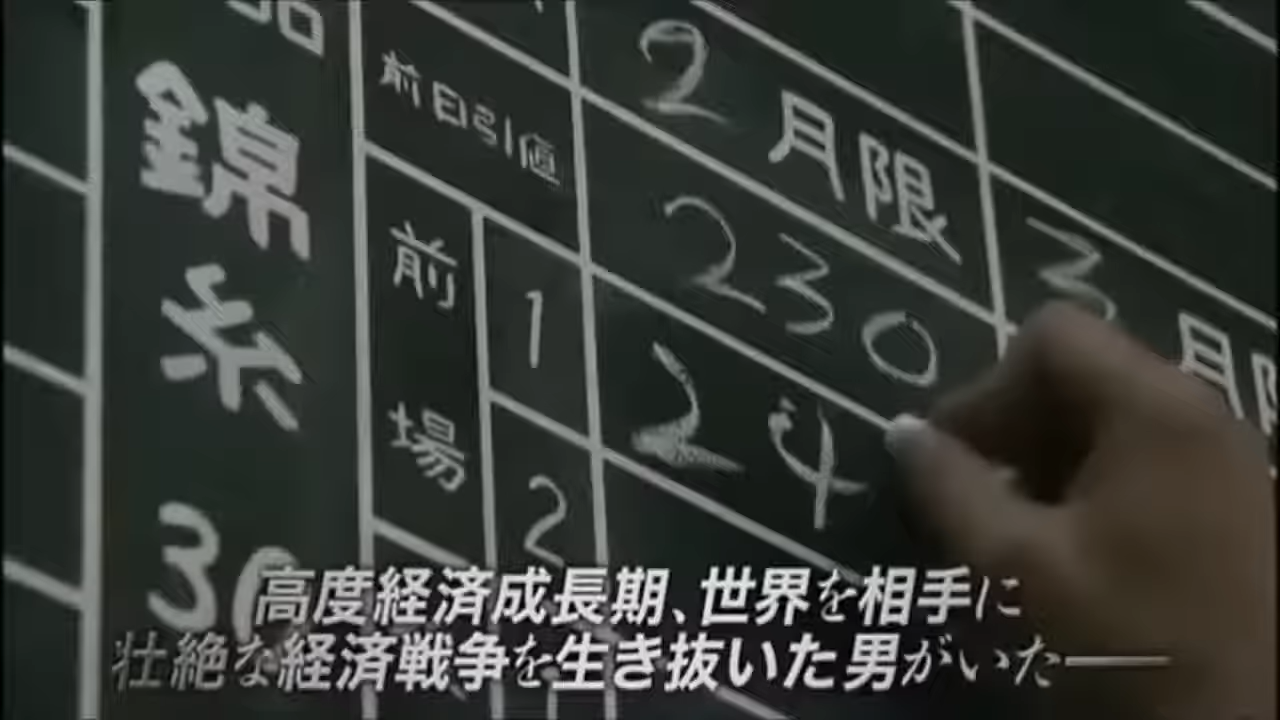 錦糸30
前日引値
前場
1
2
2月限
230
24
3月限
高度経済成長期、世界を相手に
壮絶な経済戦争を生き抜いた男がいた――